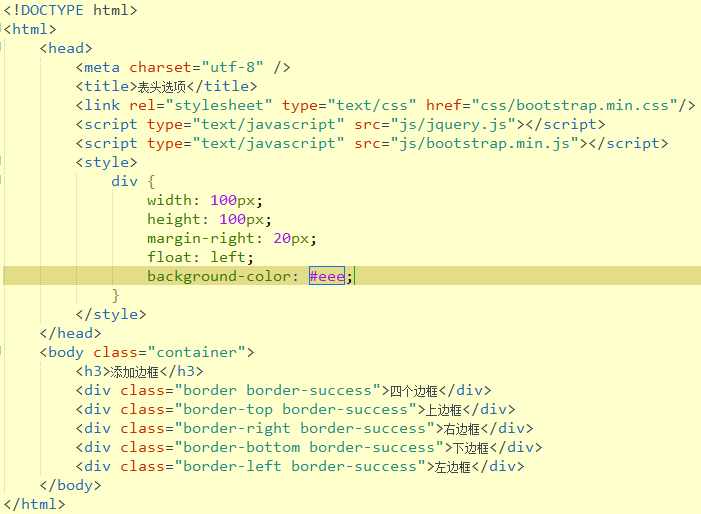 <!DOCTYPE html>
<html>
    <head>
        <meta charset="utf-8" />
        <title>表头选项</title>
        <link rel="stylesheet" type="text/css" href="css/bootstrap.min.css"/>
        <script type="text/javascript" src="js/jquery.js"></script>
        <script type="text/javascript" src="js/bootstrap.min.js"></script>
        <style>
            div {
                width: 100px;
                height: 100px;
                margin-right: 20px;
                float: left;
                background-color: #eee;
            }
        </style>
    </head>
    <body class="container">
        <h3>添加边框</h3>
        <div class="border border-success">四个边框</div>
        <div class="border-top border-success">上边框</div>
        <div class="border-right border-success">右边框</div>
        <div class="border-bottom border-success">下边框</div>
        <div class="border-left border-success">左边框</div>
    </body>
</html>